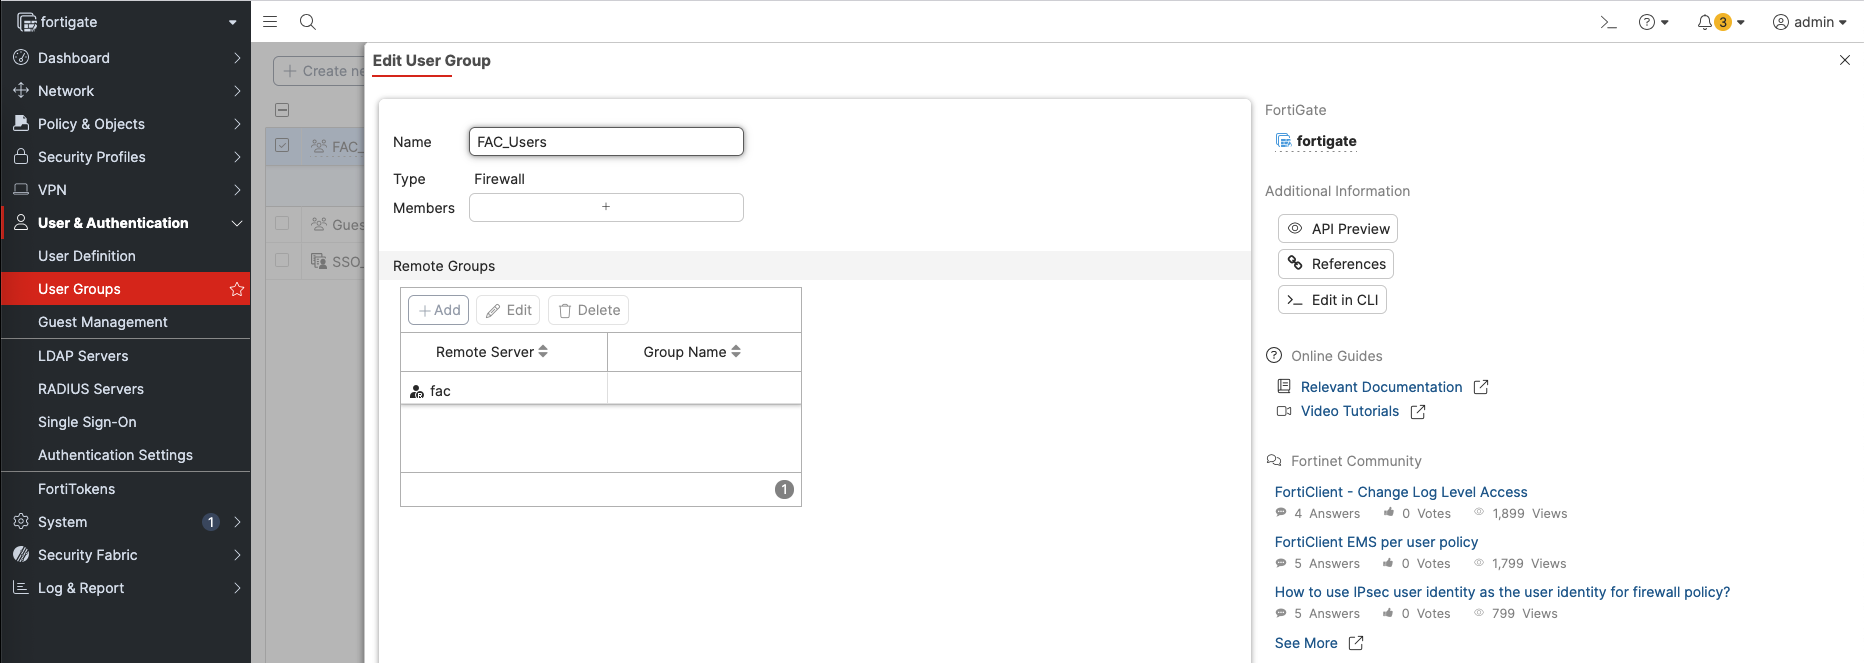 fortigate
3
admin
Dashboard
Network
Policy & Objects
Security Profiles
VPN
User & Authentication
User Definition
User Groups
Guest Management
LDAP Servers
RADIUS Servers
Single Sign-On
Authentication Settings
FortiTokens
System 1
Security Fabric
Log & Report
Create ne
FAC_
Gues
SSO_
Edit User Group
Name FAC_Users
Type Firewall
Members +
Remote Groups
+ Add Edit Delete
Remote Server Group Name
fac
1
FortiGate
fortigate
Additional Information
API Preview
References
>_ Edit in CLI
Online Guides
Relevant Documentation
Video Tutorials
Fortinet Community
FortiClient - Change Log Level Access
4 Answers 0 Votes 1,899 Views
FortiClient EMS per user policy
5 Answers 0 Votes 1,799 Views
How to use IPsec user identity as the user identity for firewall policy?
5 Answers 0 Votes 799 Views
See More